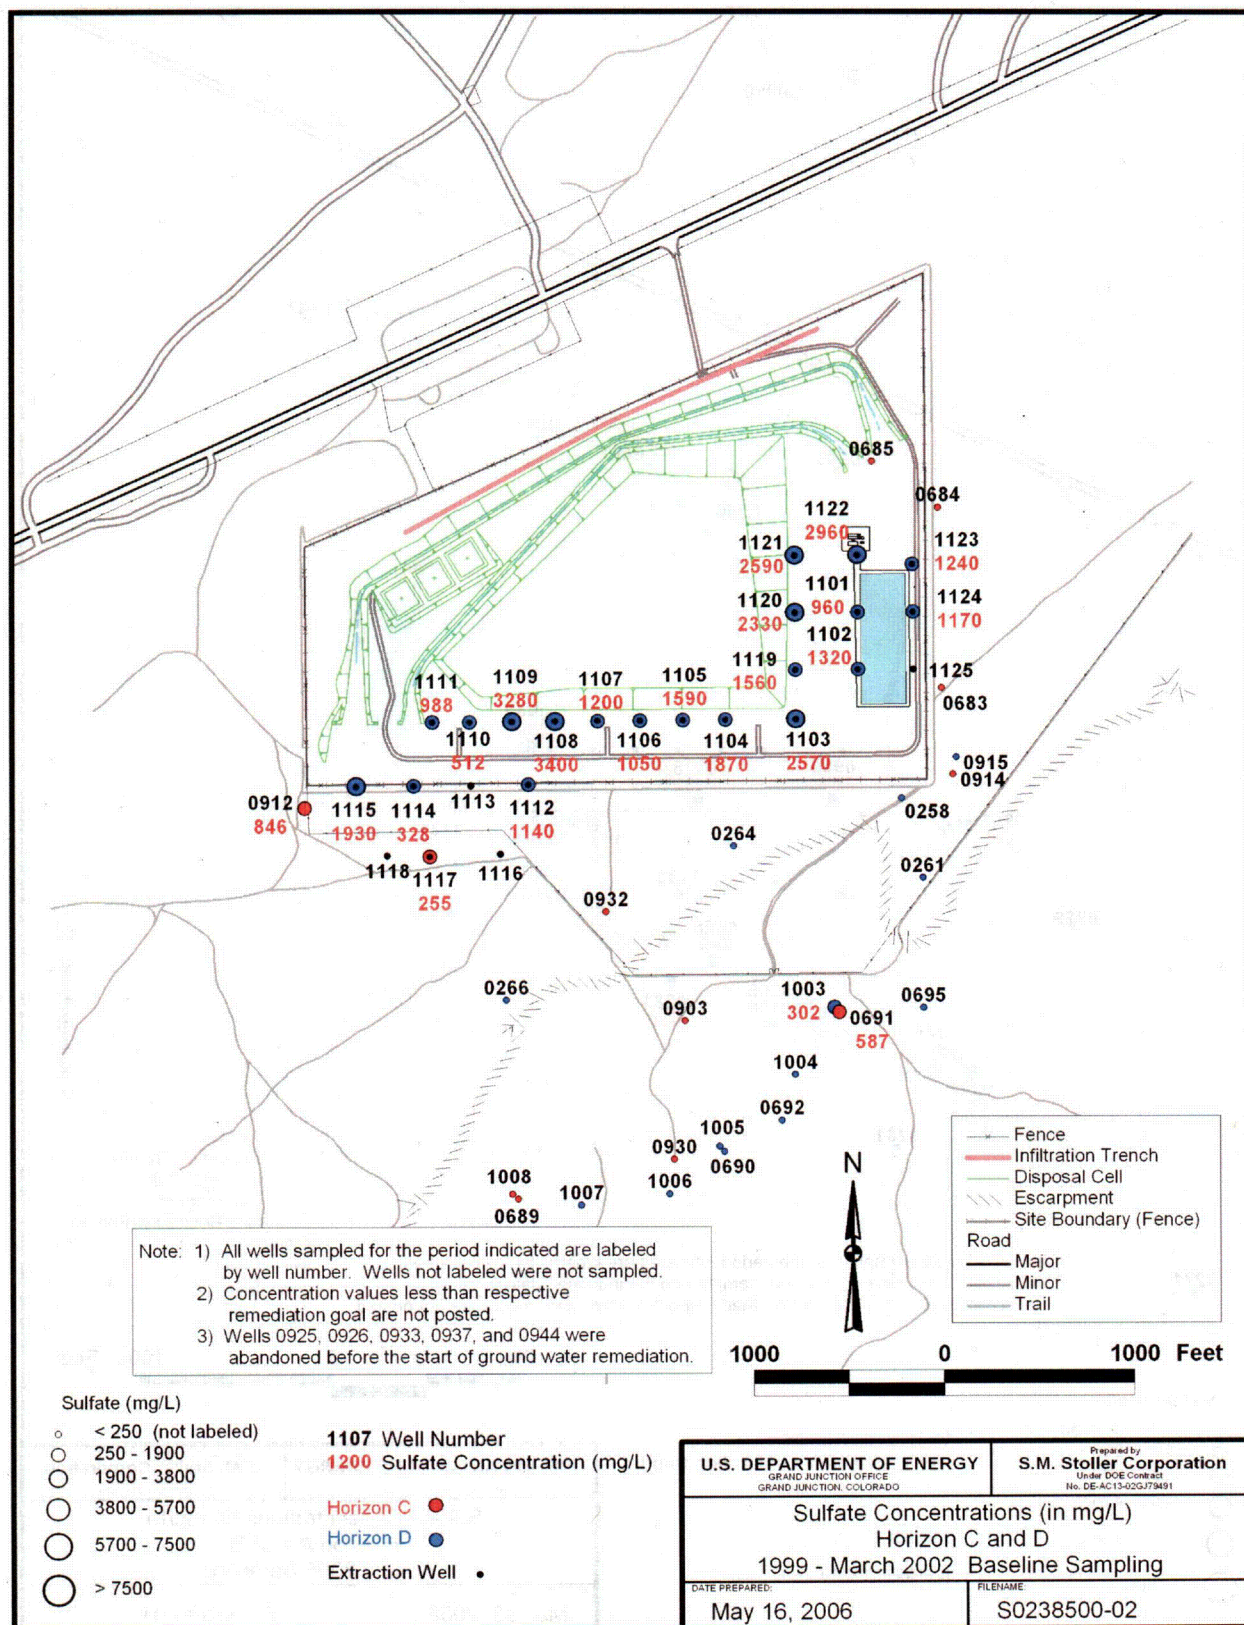 0685
0684
1122
2960
1121
2590
1123
1240
1101
960
1120
2330
1124
1170
1102
1320
1119
1560
1125
0683
1111
988
1109
3280
1107
1200
1105
1590
1110
512
1108
3400
1106
1050
1104
1870
1103
2570
0915
0914
0912
846
1115
1930
1114
328
1113
1112
1140
0258
0264
0261
1118
1117
255
1116
0932
0266
0903
1003
302
0691
587
0695
1004
0692
1005
0690
0930
1006
1008
0689
1007
N
Fence
Infiltration Trench
Disposal Cell
Escarpment
Site Boundary (Fence)
Road
Major
Minor
Trail
Note: 1) All wells sampled for the period indicated are labeled
by well number. Wells not labeled were not sampled.
2) Concentration values less than respective
remediation goal are not posted.
3) Wells 0925, 0926, 0933, 0937, and 0944 were
abandoned before the start of ground water remediation.
1000 0 1000 Feet
Sulfate (mg/L)
< 250 (not labeled)
250 - 1900
1900 - 3800
3800 - 5700
5700 - 7500
> 7500
1107 Well Number
1200 Sulfate Concentration (mg/L)
Horizon C
Horizon D
Extraction Well
U.S. DEPARTMENT OF ENERGY
GRAND JUNCTION OFFICE
GRAND JUNCTION, COLORADO
Prepared by
S.M. Stoller Corporation
Under DOE Contract
No. DE-AC13-02GJ79491
Sulfate Concentrations (in mg/L)
Horizon C and D
1999 - March 2002 Baseline Sampling
DATE PREPARED:
May 16, 2006
FILENAME:
S0238500-02